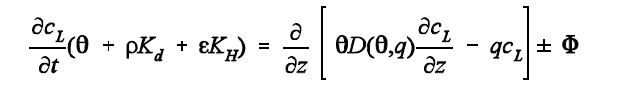 ∂c_L/∂t (θ + ρK_d + εK_H) = ∂/∂z [ θD(θ,q) ∂c_L/∂z − qc_L ] ± Φ